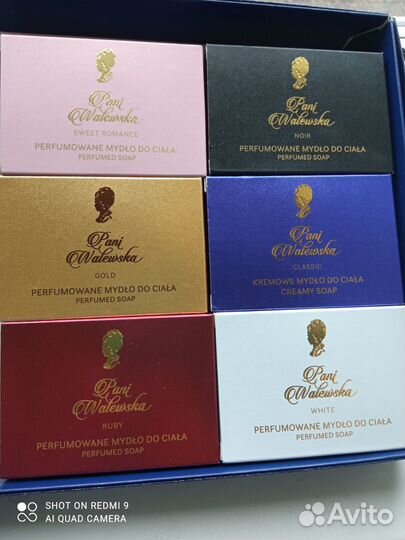 Pani
Walewska
SWEET ROMANCE
PERFUMOWANE MYDŁO DO CIAŁA
PERFUMED SOAP
Pani
Walewska
NOIR
PERFUMOWANE MYDŁO DO CIAŁA
PERFUMED SOAP
Pani
Walewska
GOLD
PERFUMOWANE MYDŁO DO CIAŁA
PERFUMED SOAP
Pani
Walewska
CLASSIC
KREMOWE MYDŁO DO CIAŁA
CREAMY SOAP
Pani
Walewska
RUBY
PERFUMOWANE MYDŁO DO CIAŁA
PERFUMED SOAP
Pani
Walewska
WHITE
PERFUMOWANE MYDŁO DO CIAŁA
PERFUMED SOAP
SHOT ON REDMI 9
AI QUAD CAMERA
Avito